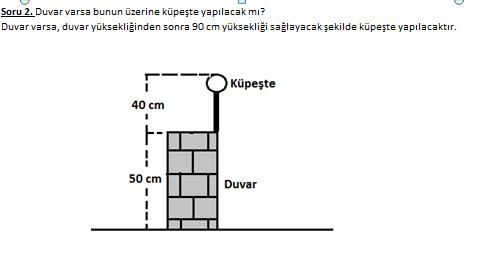 Soru 2. Duvar varsa bunun üzerine küpeşte yapılacak mı?
Duvar varsa, duvar yüksekliğinden sonra 90 cm yüksekliği sağlayacak şekilde küpeşte yapılacaktır.
Küpeşte
40 cm
50 cm
Duvar